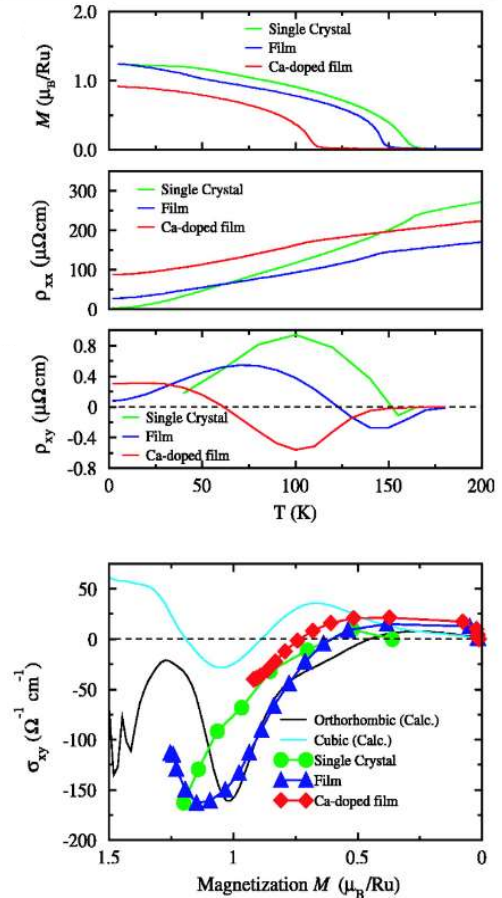 2.0
1.0
0.0
M (μB/Ru)
Single Crystal
Film
Ca-doped film
300
200
100
0
ρxx (μΩcm)
Single Crystal
Film
Ca-doped film
0.8
0.4
0
-0.4
-0.8
ρxy (μΩcm)
Single Crystal
Film
Ca-doped film
0 50 100 150 200
T (K)
50
0
-50
-100
-150
-200
σxy (Ω⁻¹ cm⁻¹)
Orthorhombic (Calc.)
Cubic (Calc.)
Single Crystal
Film
Ca-doped film
1.5 1 0.5 0
Magnetization M (μB/Ru)